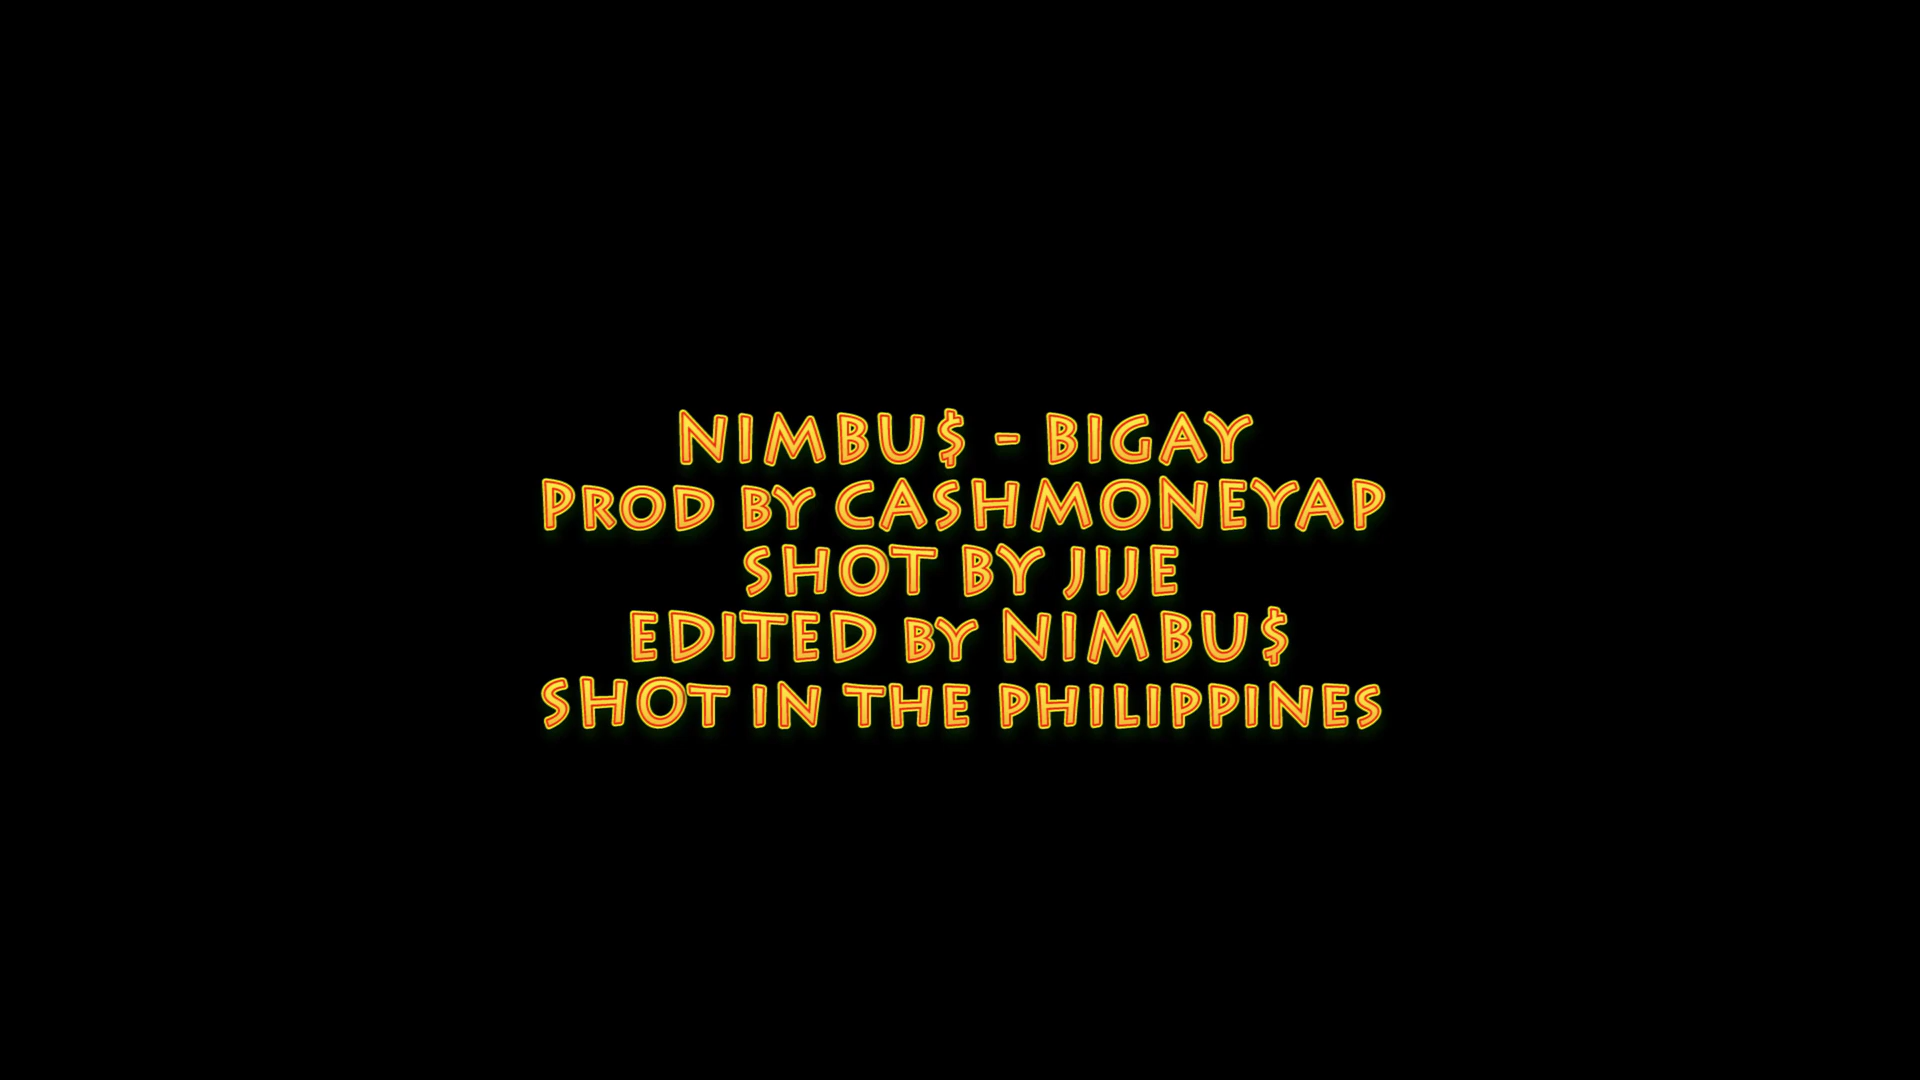 NIMBU$ - BIGAY
PROD BY CASHMONEYAP
SHOT BY JIJE
EDITED BY NIMBU$
SHOT IN THE PHILIPPINES